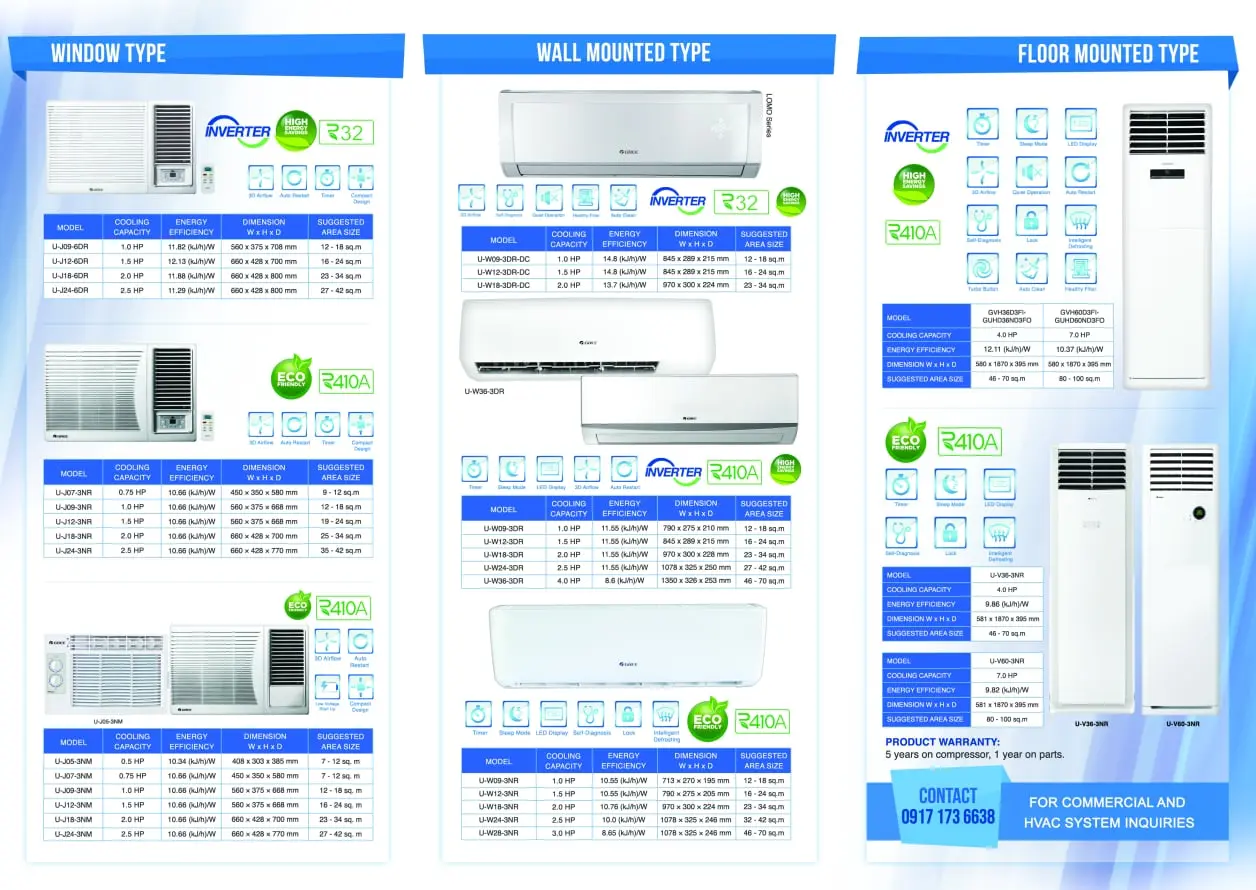 WINDOW TYPE
INVERTER
HIGH ENERGY SAVINGS
R32
GREE
3D Airflow Auto Restart Timer Compact Design
MODEL COOLING CAPACITY ENERGY EFFICIENCY DIMENSION W x H x D SUGGESTED AREA SIZE
U-J09-6DR 1.0 HP 11.82 (kJ/h)/W 560 x 375 x 708 mm 12 - 18 sq.m
U-J12-6DR 1.5 HP 12.13 (kJ/h)/W 660 x 428 x 700 mm 16 - 24 sq.m
U-J18-6DR 2.0 HP 11.88 (kJ/h)/W 660 x 428 x 800 mm 23 - 34 sq.m
U-J24-6DR 2.5 HP 11.29 (kJ/h)/W 660 x 428 x 800 mm 27 - 42 sq.m
ECO FRIENDLY
R410A
GREE
3D Airflow Auto Restart Timer Compact Design
MODEL COOLING CAPACITY ENERGY EFFICIENCY DIMENSION W x H x D SUGGESTED AREA SIZE
U-J07-3NR 0.75 HP 10.66 (kJ/h)/W 450 x 350 x 580 mm 9 - 12 sq.m
U-J09-3NR 1.0 HP 10.66 (kJ/h)/W 560 x 375 x 668 mm 12 - 18 sq.m
U-J12-3NR 1.5 HP 10.66 (kJ/h)/W 560 x 375 x 668 mm 19 - 24 sq.m
U-J18-3NR 2.0 HP 10.66 (kJ/h)/W 660 x 428 x 700 mm 25 - 34 sq.m
U-J24-3NR 2.5 HP 10.66 (kJ/h)/W 660 x 428 x 770 mm 35 - 42 sq.m
ECO FRIENDLY
R410A
GREE
3D Airflow Auto Restart
Low Voltage Start Up Compact Design
GREE
U-J05-3NM
MODEL COOLING CAPACITY ENERGY EFFICIENCY DIMENSION W x H x D SUGGESTED AREA SIZE
U-J05-3NM 0.5 HP 10.34 (kJ/h)/W 408 x 303 x 385 mm 7 - 12 sq.m
U-J07-3NM 0.75 HP 10.66 (kJ/h)/W 450 x 350 x 580 mm 7 - 12 sq.m
U-J09-3NM 1.0 HP 10.66 (kJ/h)/W 560 x 375 x 668 mm 12 - 18 sq.m
U-J12-3NM 1.5 HP 10.66 (kJ/h)/W 560 x 375 x 668 mm 16 - 24 sq.m
U-J18-3NM 2.0 HP 10.66 (kJ/h)/W 660 x 428 x 700 mm 23 - 34 sq.m
U-J24-3NM 2.5 HP 10.66 (kJ/h)/W 660 x 428 x 770 mm 27 - 42 sq.m
WALL MOUNTED TYPE
LOMO Series
GREE
3D Airflow Self-Diagnosis Quiet Operation Healthy Filter Auto Clean
INVERTER
R32
HIGH ENERGY SAVINGS
MODEL COOLING CAPACITY ENERGY EFFICIENCY DIMENSION W x H x D SUGGESTED AREA SIZE
U-W09-3DR-DC 1.0 HP 14.8 (kJ/h)/W 845 x 289 x 215 mm 12 - 18 sq.m
U-W12-3DR-DC 1.5 HP 14.8 (kJ/h)/W 845 x 289 x 215 mm 16 - 24 sq.m
U-W18-3DR-DC 2.0 HP 13.7 (kJ/h)/W 970 x 300 x 224 mm 23 - 34 sq.m
GREE
U-W36-3DR
GREE
Timer Sleep Mode LED Display 3D Airflow Auto Restart
INVERTER
R410A
HIGH ENERGY SAVINGS
MODEL COOLING CAPACITY ENERGY EFFICIENCY DIMENSION W x H x D SUGGESTED AREA SIZE
U-W09-3DR 1.0 HP 11.55 (kJ/h)/W 790 x 275 x 210 mm 12 - 18 sq.m
U-W12-3DR 1.5 HP 11.55 (kJ/h)/W 845 x 289 x 215 mm 16 - 24 sq.m
U-W18-3DR 2.0 HP 11.55 (kJ/h)/W 970 x 300 x 228 mm 23 - 34 sq.m
U-W24-3DR 2.5 HP 11.55 (kJ/h)/W 1078 x 325 x 250 mm 27 - 42 sq.m
U-W36-3DR 4.0 HP 8.6 (kJ/h)/W 1350 x 326 x 253 mm 46 - 70 sq.m
GREE
Timer Sleep Mode LED Display Self-Diagnosis Lock Intelligent Defrosting
ECO FRIENDLY
R410A
MODEL COOLING CAPACITY ENERGY EFFICIENCY DIMENSION W x H x D SUGGESTED AREA SIZE
U-W09-3NR 1.0 HP 10.55 (kJ/h)/W 713 x 270 x 195 mm 12 - 18 sq.m
U-W12-3NR 1.5 HP 10.55 (kJ/h)/W 790 x 275 x 205 mm 16 - 24 sq.m
U-W18-3NR 2.0 HP 10.76 (kJ/h)/W 970 x 300 x 224 mm 23 - 34 sq.m
U-W24-3NR 2.5 HP 10.0 (kJ/h)/W 1078 x 325 x 246 mm 32 - 42 sq.m
U-W28-3NR 3.0 HP 8.65 (kJ/h)/W 1078 x 325 x 246 mm 46 - 70 sq.m
FLOOR MOUNTED TYPE
INVERTER
HIGH ENERGY SAVINGS
R410A
Timer Sleep Mode LED Display
3D Airflow Quiet Operation Auto Restart
Self-Diagnosis Lock Intelligent Defrosting
Turbo Button Auto Clean Healthy Filter
MODEL GVH36D3FI-GUHD36ND3FO GVH60D3FI-GUHD60ND3FO
COOLING CAPACITY 4.0 HP 7.0 HP
ENERGY EFFICIENCY 12.11 (kJ/h)/W 10.37 (kJ/h)/W
DIMENSION W x H x D 580 x 1870 x 395 mm 580 x 1870 x 395 mm
SUGGESTED AREA SIZE 46 - 70 sq.m 80 - 100 sq.m
ECO FRIENDLY
R410A
Timer Sleep Mode LED Display
Self-Diagnosis Lock Intelligent Defrosting
MODEL U-V36-3NR
COOLING CAPACITY 4.0 HP
ENERGY EFFICIENCY 9.86 (kJ/h)/W
DIMENSION W x H x D 581 x 1870 x 395 mm
SUGGESTED AREA SIZE 46 - 70 sq.m
MODEL U-V60-3NR
COOLING CAPACITY 7.0 HP
ENERGY EFFICIENCY 9.82 (kJ/h)/W
DIMENSION W x H x D 581 x 1870 x 395 mm
SUGGESTED AREA SIZE 80 - 100 sq.m
U-V36-3NR U-V60-3NR
PRODUCT WARRANTY:
5 years on compressor, 1 year on parts.
CONTACT
0917 173 6638
FOR COMMERCIAL AND
HVAC SYSTEM INQUIRIES